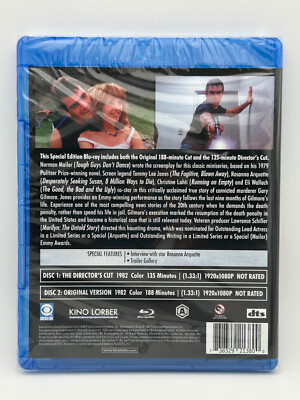 This Special Edition Blu-ray includes both the Original 188-minute Cut and the 135-minute Director's Cut.
Norman Mailer (Tough Guys Don't Dance) wrote the screenplay for this classic miniseries, based on his 1979
Pulitzer Prize-winning novel. Screen legend Tommy Lee Jones (The Fugitive, Blown Away), Rosanna Arquette
(Desperately Seeking Susan, 8 Million Ways to Die), Christine Lahti (Running on Empty) and Eli Wallach
(The Good, the Bad and the Ugly) co-star in this critically acclaimed true story of convicted murderer Gary
Gilmore. Jones provides an Emmy-winning performance as the story follows the last nine months of Gilmore's
life. Experience one of the most compelling news stories of the 20th century when he demands the death
penalty, rather than spend his life in jail. Gilmore's execution marked the resumption of the death penalty in
the United States and became a historical case that is still relevant today. Veteran producer Lawrence Schiller
(Marilyn: The Untold Story) directed this haunting drama, which was nominated for Outstanding Lead Actress
in a Limited Series or a Special (Arquette) and Outstanding Writing in a Limited Series or a Special (Mailer)
Emmy Awards.
SPECIAL FEATURES
• Interview with star Rosanna Arquette
• Trailer Gallery
DISC 1: THE DIRECTOR'S CUT 1982 COLOR 135 Minutes (1.33:1) 1920x1080P NOT RATED
DISC 2: ORIGINAL VERSION 1982 COLOR 188 Minutes (1.33:1) 1920x1080P NOT RATED
CBS
KINO LORBER
A
dts
38329 21380